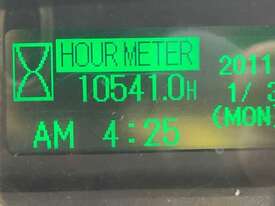 HOUR METER
10541.0H
2011
1/ 3
(MON)
AM 4:25